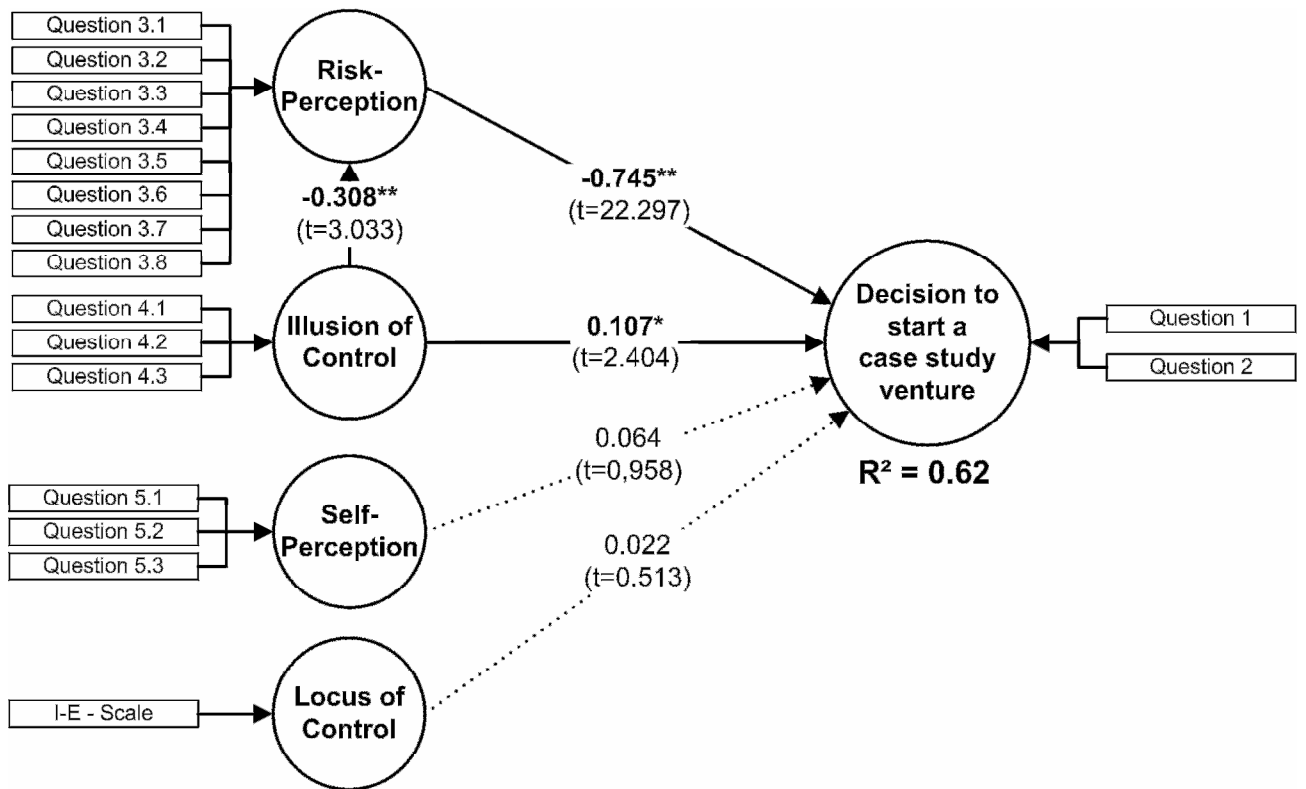 Question 3.1
Question 3.2
Question 3.3
Question 3.4
Question 3.5
Question 3.6
Question 3.7
Question 3.8
Risk-
Perception
-0.308**
(t=3.033)
-0.745**
(t=22.297)
Question 4.1
Question 4.2
Question 4.3
Illusion of
Control
0.107*
(t=2.404)
Decision to
start a
case study
venture
R² = 0.62
Question 1
Question 2
Question 5.1
Question 5.2
Question 5.3
Self-
Perception
0.064
(t=0,958)
I-E - Scale
Locus of
Control
0.022
(t=0.513)